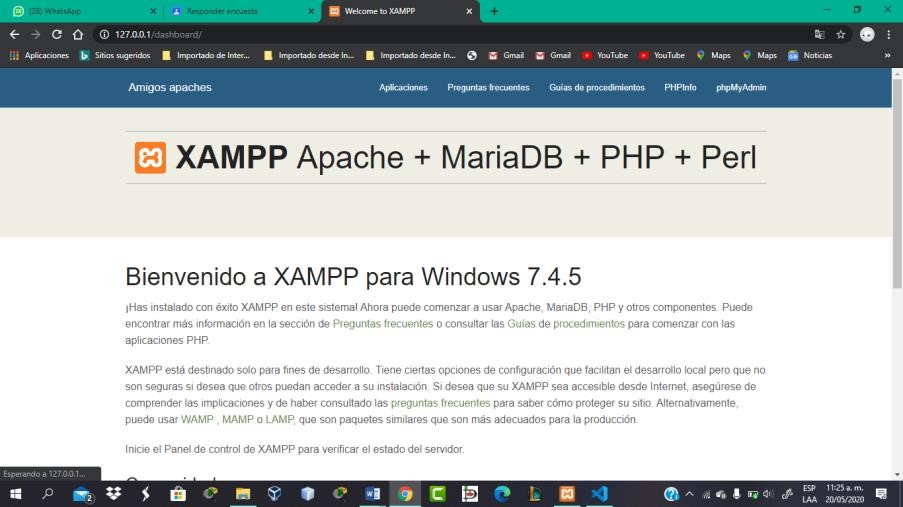 (28) WhatsApp
Responder encuesta
Welcome to XAMPP
127.0.0.1/dashboard/
Aplicaciones Sitios sugeridos Importado de Inter... Importado desde In... Importado desde In... Gmail Gmail YouTube YouTube Maps Maps Noticias »
Amigos apaches Aplicaciones Preguntas frecuentes Guías de procedimientos PHPInfo phpMyAdmin
XAMPP Apache + MariaDB + PHP + Perl
Bienvenido a XAMPP para Windows 7.4.5
¡Has instalado con éxito XAMPP en este sistema! Ahora puede comenzar a usar Apache, MariaDB, PHP y otros componentes. Puede
encontrar más información en la sección de Preguntas frecuentes o consultar las Guías de procedimientos para comenzar con las
aplicaciones PHP.
XAMPP está destinado solo para fines de desarrollo. Tiene ciertas opciones de configuración que facilitan el desarrollo local pero que no
son seguras si desea que otros puedan acceder a su instalación. Si desea que su XAMPP sea accesible desde Internet, asegúrese de
comprender las implicaciones y de haber consultado las preguntas frecuentes para saber cómo proteger su sitio. Alternativamente,
puede usar WAMP , MAMP o LAMP, que son paquetes similares que son más adecuados para la producción.
Inicie el Panel de control de XAMPP para verificar el estado del servidor.
Esperando a 127.0.0.1...
ESP
LAA
11:25 a. m.
20/05/2020